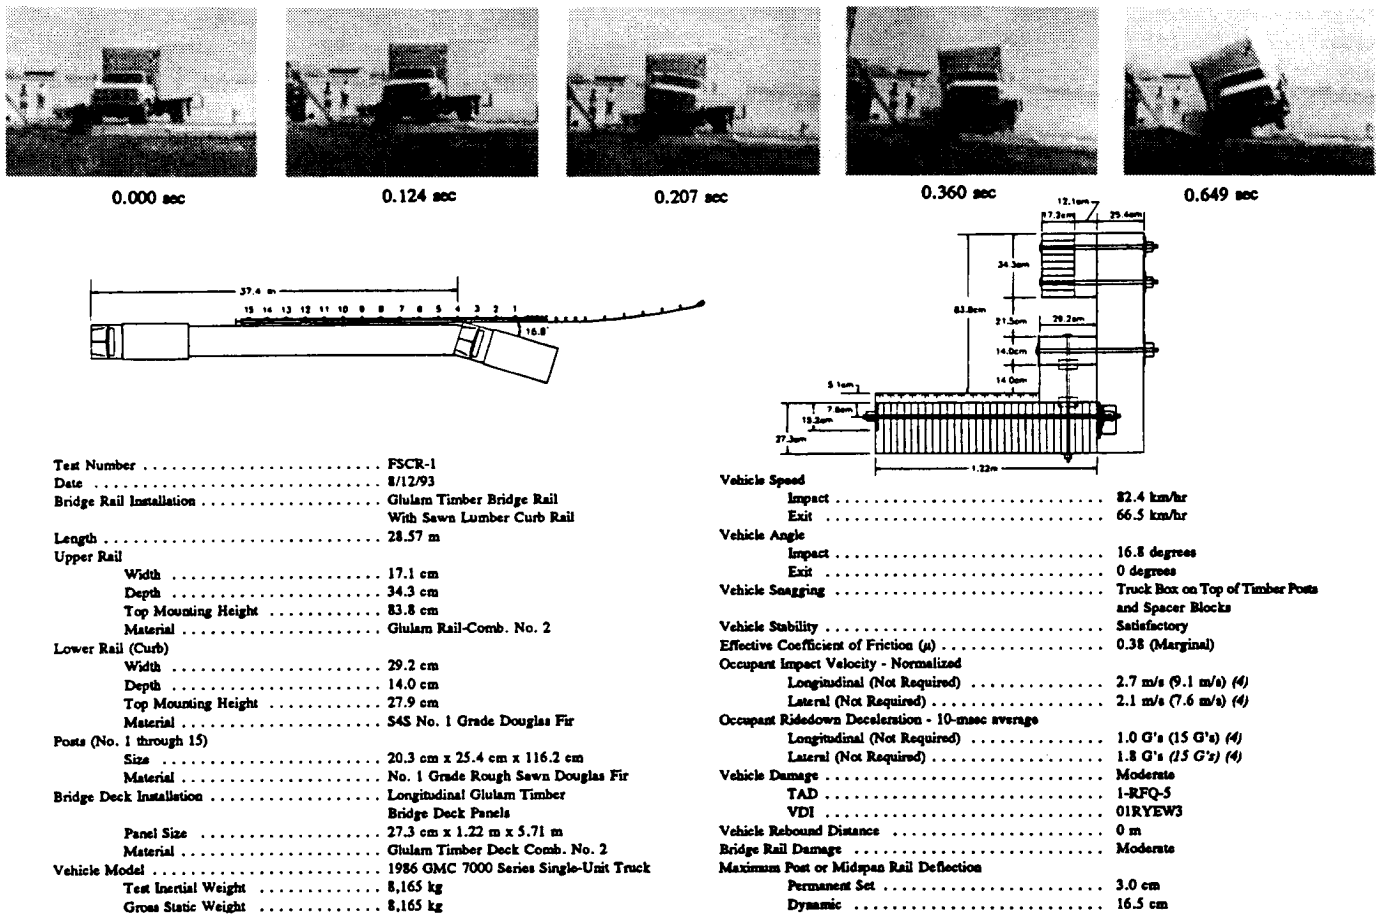 0.000 sec
0.124 sec
0.207 sec
0.360 sec
0.649 sec
37.4 m
15 14 13 12 11 10 9 8 7 6 5 4 3 2 1
16.8
12.1cm
17.2cm
25.4cm
34.3cm
83.8cm
21.5cm
29.2cm
14.0cm
14.0cm
5.1cm
7.6cm
15.2cm
27.3cm
1.22m
Test Number ........................ FSCR-1
Date ........................ 8/12/93
Bridge Rail Installation ........................ Glulam Timber Bridge Rail
With Sawn Lumber Curb Rail
Length ........................ 28.57 m
Upper Rail
Width ........................ 17.1 cm
Depth ........................ 34.3 cm
Top Mounting Height ........................ 83.8 cm
Material ........................ Glulam Rail-Comb. No. 2
Lower Rail (Curb)
Width ........................ 29.2 cm
Depth ........................ 14.0 cm
Top Mounting Height ........................ 27.9 cm
Material ........................ S4S No. 1 Grade Douglas Fir
Posts (No. 1 through 15)
Size ........................ 20.3 cm x 25.4 cm x 116.2 cm
Material ........................ No. 1 Grade Rough Sawn Douglas Fir
Bridge Deck Installation ........................ Longitudinal Glulam Timber
Bridge Deck Panels
Panel Size ........................ 27.3 cm x 1.22 m x 5.71 m
Material ........................ Glulam Timber Deck Comb. No. 2
Vehicle Model ........................ 1986 GMC 7000 Series Single-Unit Truck
Test Inertial Weight ........................ 8,165 kg
Gross Static Weight ........................ 8,165 kg
Vehicle Speed
Impact ........................ 82.4 km/hr
Exit ........................ 66.5 km/hr
Vehicle Angle
Impact ........................ 16.8 degrees
Exit ........................ 0 degrees
Vehicle Snagging ........................ Truck Box on Top of Timber Posts
and Spacer Blocks
Vehicle Stability ........................ Satisfactory
Effective Coefficient of Friction (μ) ........................ 0.38 (Marginal)
Occupant Impact Velocity - Normalized
Longitudinal (Not Required) ........................ 2.7 m/s (9.1 m/s) (4)
Lateral (Not Required) ........................ 2.1 m/s (7.6 m/s) (4)
Occupant Ridedown Deceleration - 10-msec average
Longitudinal (Not Required) ........................ 1.0 G's (15 G's) (4)
Lateral (Not Required) ........................ 1.8 G's (15 G's) (4)
Vehicle Damage ........................ Moderate
TAD ........................ 1-RFQ-5
VDI ........................ 01RYEW3
Vehicle Rebound Distance ........................ 0 m
Bridge Rail Damage ........................ Moderate
Maximum Post or Midspan Rail Deflection
Permanent Set ........................ 3.0 cm
Dynamic ........................ 16.5 cm